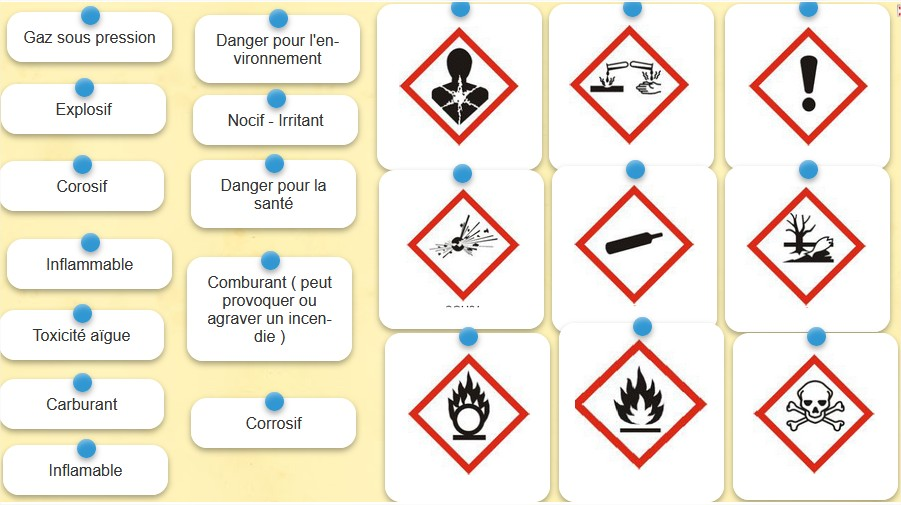 Gaz sous pression
Explosif
Corosif
Inflammable
Toxicité aïgue
Carburant
Inflamable
Danger pour l'en-
vironnement
Nocif - Irritant
Danger pour la
santé
Comburant ( peut
provoquer ou
agraver un incen-
die )
Corrosif